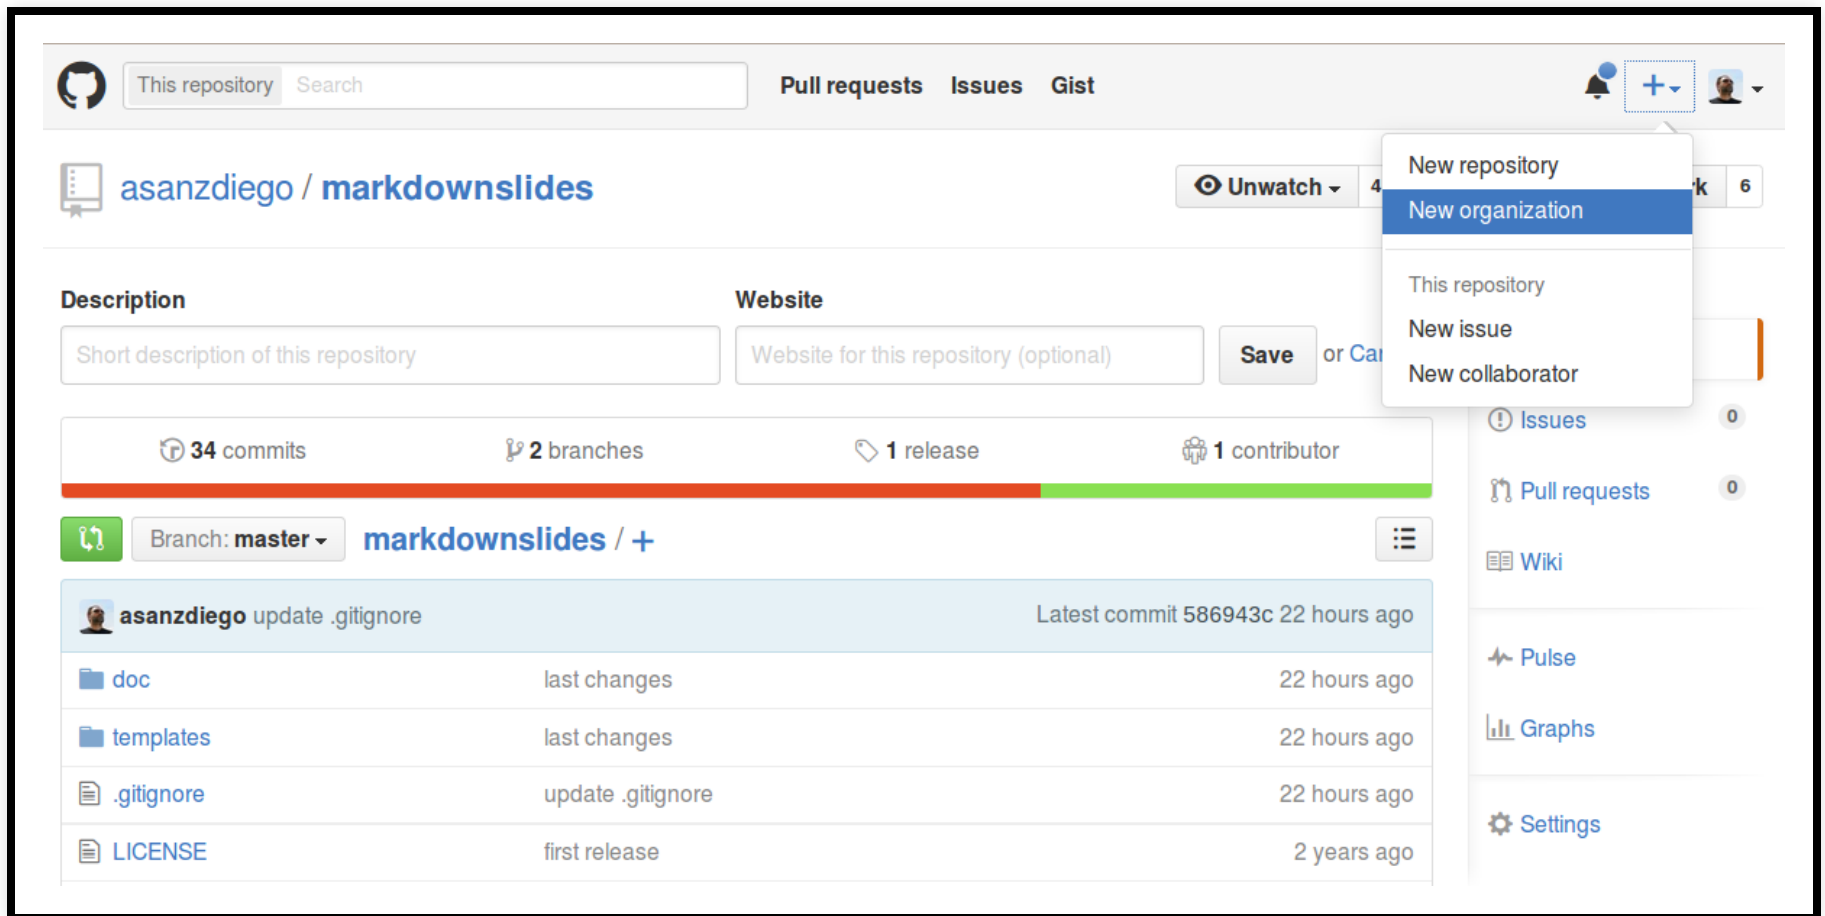 This repository Search Pull requests Issues Gist
New repository
asanzdiego / markdownslides Unwatch 4 6
New organization
This repository
Description Website
New issue
Short description of this repository Website for this repository (optional) Save or
New collaborator
Issues 0
34 commits 2 branches 1 release 1 contributor
Pull requests 0
Branch: master markdownslides / +
Wiki
asanzdiego update .gitignore Latest commit 586943c 22 hours ago
Pulse
doc last changes 22 hours ago
Graphs
templates last changes 22 hours ago
.gitignore update .gitignore 22 hours ago
Settings
LICENSE first release 2 years ago